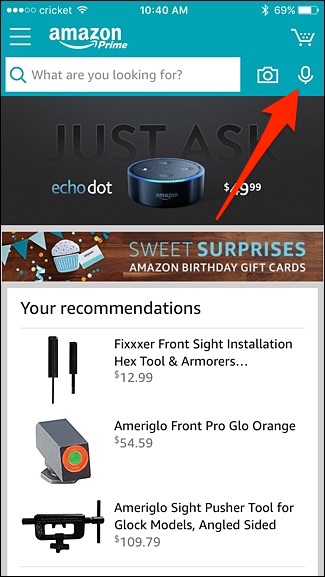 cricket 10:40 AM 69%
amazon
Prime
What are you looking for?
JUST ASK
echo dot
amazon
$49.99
SWEET SURPRISES
AMAZON BIRTHDAY GIFT CARDS
Your recommendations
Fixxxer Front Sight Installation
Hex Tool & Armorers...
$12.99
Ameriglo Front Pro Glo Orange
$54.59
Ameriglo Sight Pusher Tool for
Glock Models, Angled Sided
$109.79